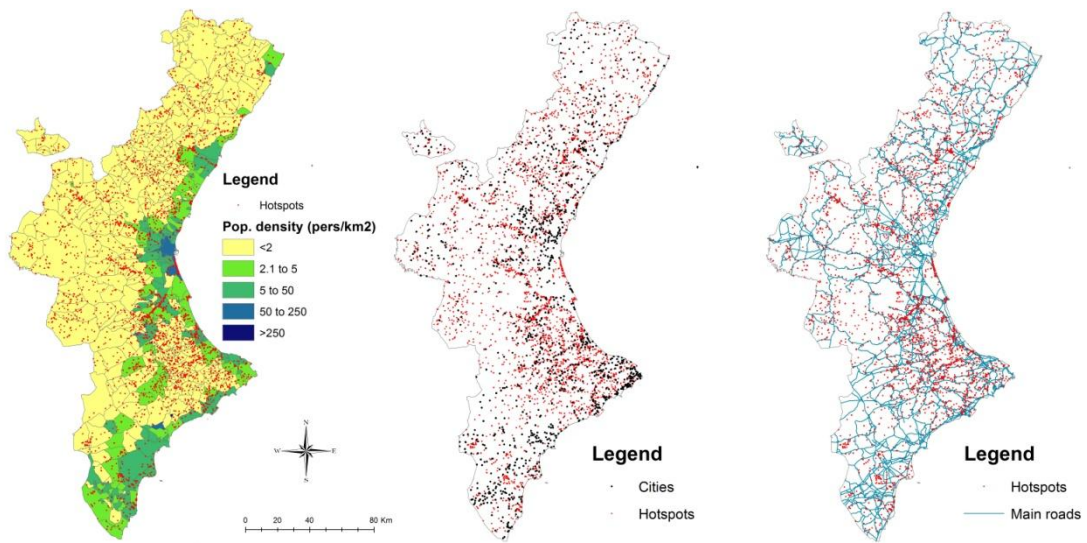 Legend
Hotspots
Pop. density (pers/km2)
<2
2.1 to 5
5 to 50
50 to 250
>250
N
W E
S
0 20 40 80 Km
Legend
Cities
Hotspots
Legend
Hotspots
Main roads